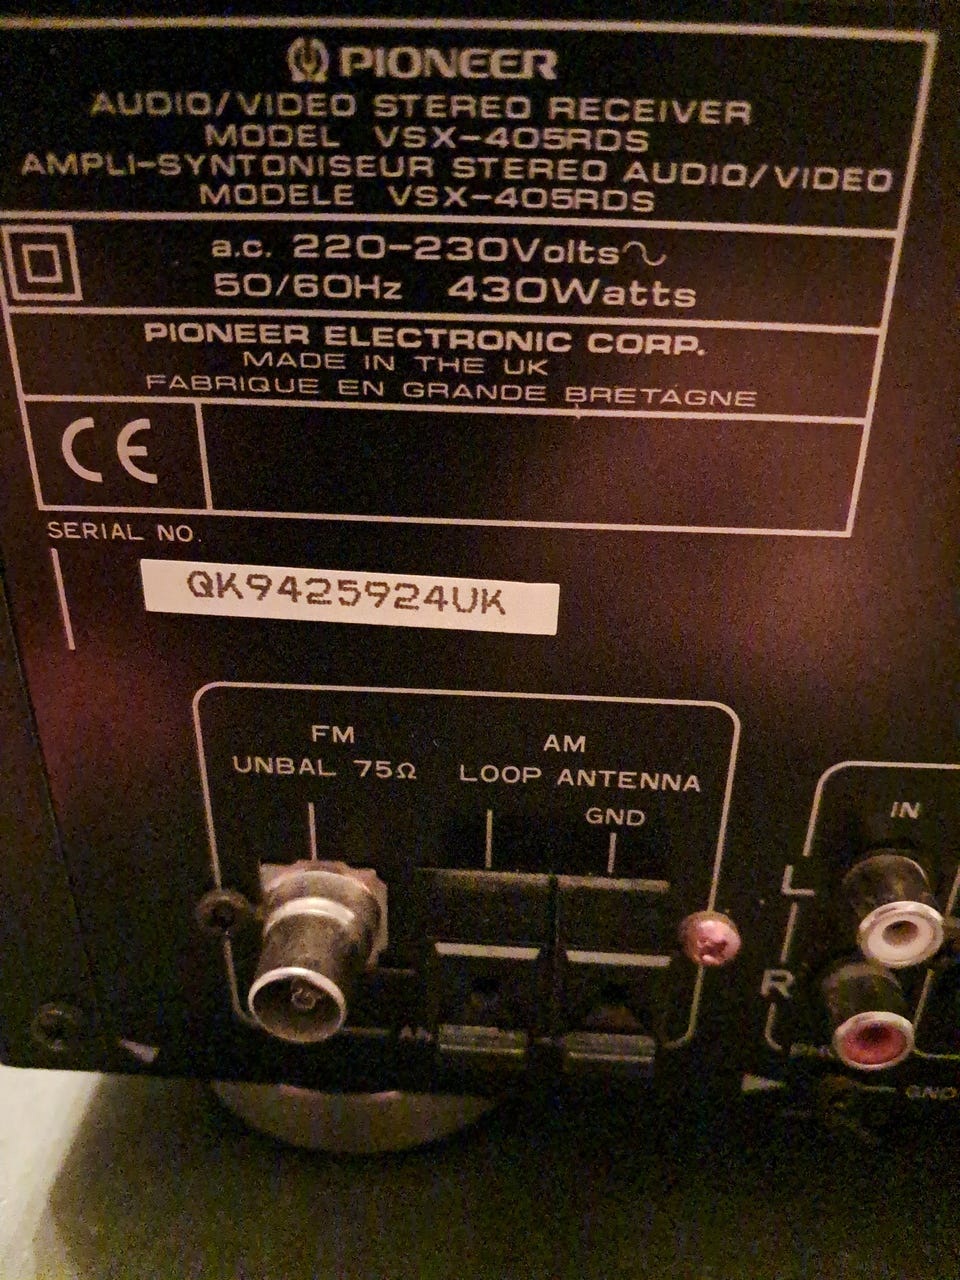 PIONEER
AUDIO/VIDEO STEREO RECEIVER
MODEL VSX-405RDS
AMPLI-SYNTONISEUR STEREO AUDIO/VIDEO
MODELE VSX-405RDS
a.c. 220-230Volts~
50/60Hz 430Watts
PIONEER ELECTRONIC CORP.
MADE IN THE UK
FABRIQUE EN GRANDE BRETAGNE
CE
SERIAL NO.
QK9425924UK
FM
UNBAL 75Ω
AM
LOOP ANTENNA
GND
IN
L
R
GND